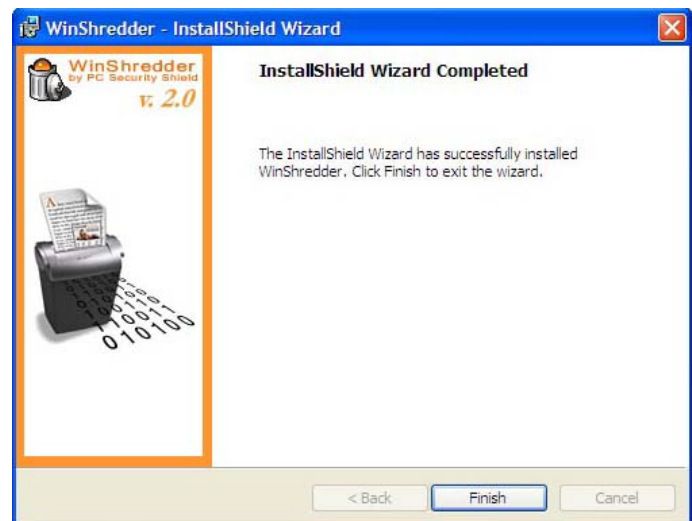 WinShredder - InstallShield Wizard
WinShredder
by PC Security Shield
v. 2.0
InstallShield Wizard Completed
The InstallShield Wizard has successfully installed
WinShredder. Click Finish to exit the wizard.
010100
< Back
Finish
Cancel